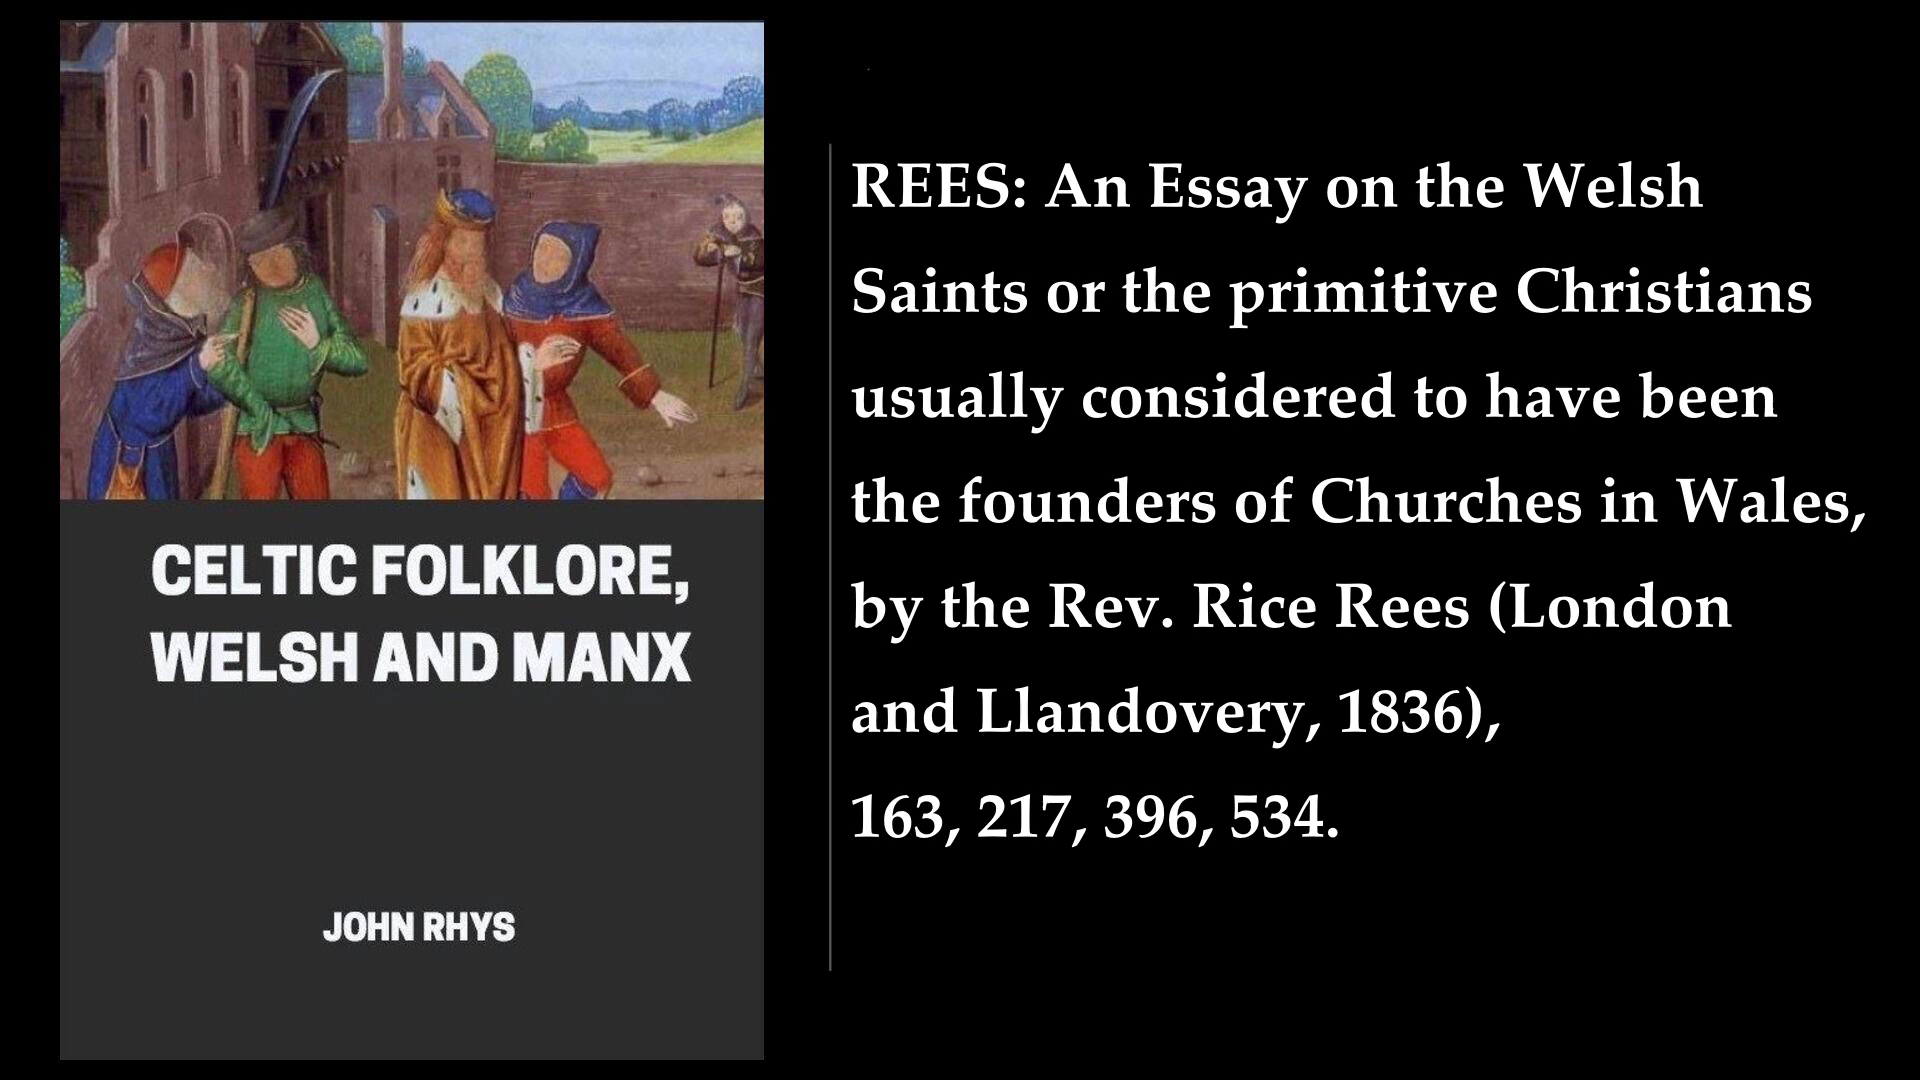 CELTIC FOLKLORE,
WELSH AND MANX
JOHN RHYS
REES: An Essay on the Welsh
Saints or the primitive Christians
usually considered to have been
the founders of Churches in Wales,
by the Rev. Rice Rees (London
and Llandovery, 1836),
163, 217, 396, 534.